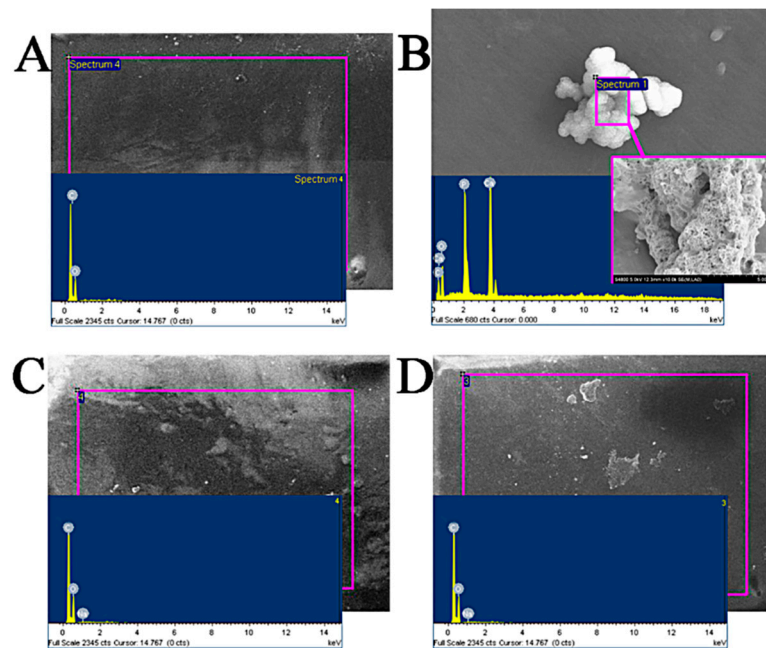 A
Spectrum 4
Spectrum 4
0 2 4 6 8 10 12 14
Full Scale 2345 cts Cursor: 14.767 (0 cts) keV
B
Spectrum 1
0 2 4 6 8 10 12 14 16 18
Full Scale 680 cts Cursor: 0.000 keV
C
4
4
0 2 4 6 8 10 12 14
Full Scale 2345 cts Cursor: 14.767 (0 cts) keV
D
3
3
0 2 4 6 8 10 12 14
Full Scale 2345 cts Cursor: 14.767 (0 cts) keV